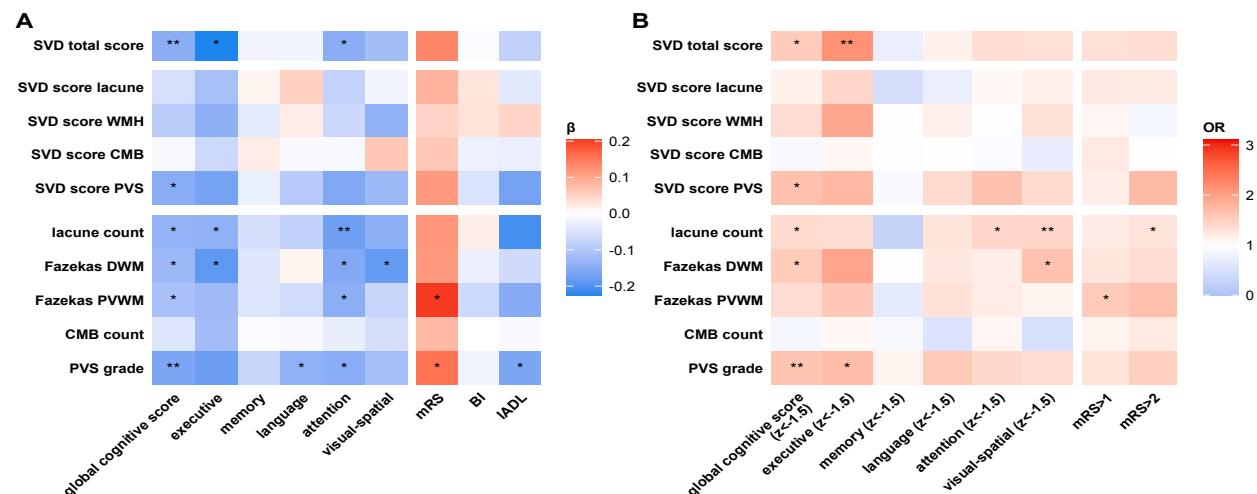 A
SVD total score
SVD score lacune
SVD score WMH
SVD score CMB
SVD score PVS
lacune count
Fazekas DWM
Fazekas PVWM
CMB count
PVS grade
** * *
*
* * **
* * * *
* * *
** * * * *
global cognitive score
executive
memory
language
attention
visual-spatial
mRS
BI
IADL
β
0.2
0.1
0.0
-0.1
-0.2
B
SVD total score
SVD score lacune
SVD score WMH
SVD score CMB
SVD score PVS
lacune count
Fazekas DWM
Fazekas PVWM
CMB count
PVS grade
* **
*
* * ** *
* *
*
** *
global cognitive score
(z<-1.5)
executive (z<-1.5)
memory (z<-1.5)
language (z<-1.5)
attention (z<-1.5)
visual-spatial (z<-1.5)
mRS>1
mRS>2
OR
3
2
1
0